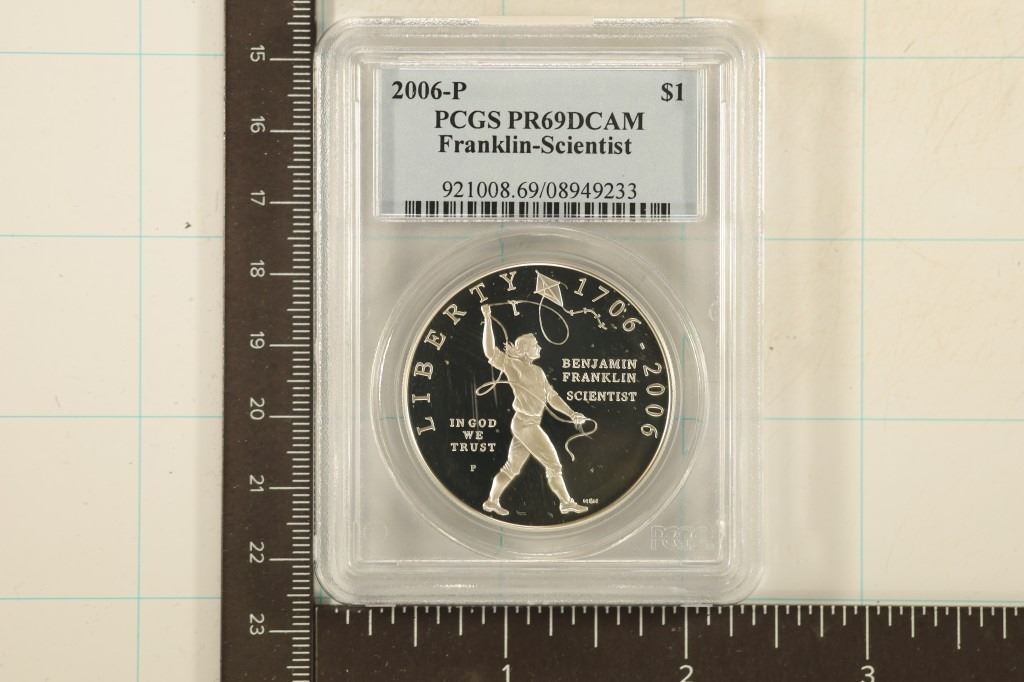 2006-P $1
PCGS PR69DCAM
Franklin-Scientist
921008.69/08949233
LIBERTY 1706-2006
BENJAMIN
FRANKLIN
SCIENTIST
IN GOD
WE
TRUST
P
PCGS
15
16
17
18
19
20
21
22
23
1 2 3